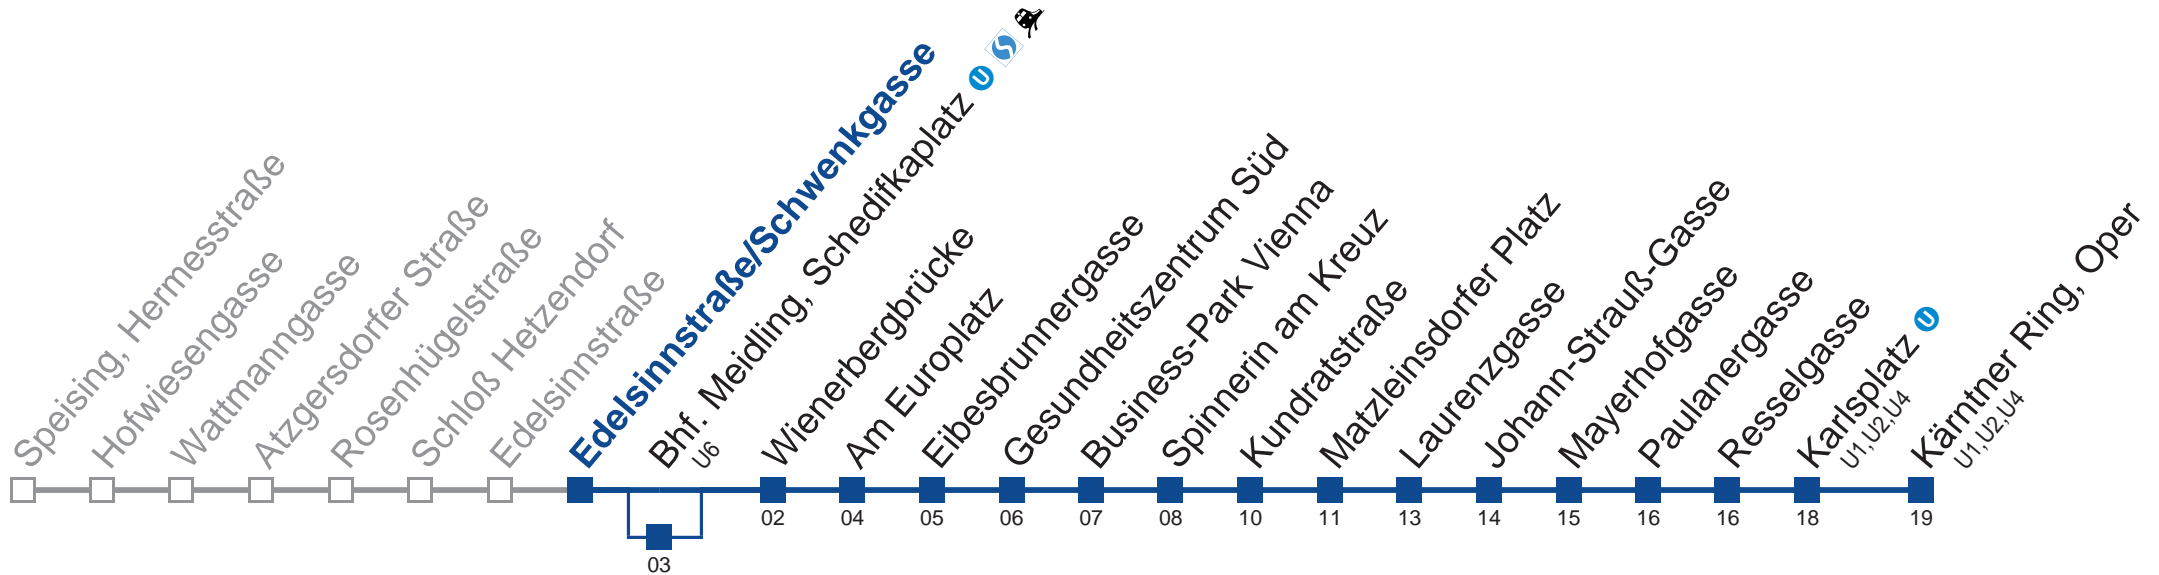 Speising, Hermesstraße
Hofwiesengasse
Wattmanngasse
Atzgersdorfer Straße
Rosenhügelstraße
Schloß Hetzendorf
Edelsinnstraße
Edelsinnstraße/Schwenkgasse
Bhf. Meidling, Schedifkaplatz U
U6
03
Wienerbergbrücke
02
Am Europlatz
04
Eibesbrunnergasse
05
Gesundheitszentrum Süd
06
Business-Park Vienna
07
Spinnerin am Kreuz
08
Kundratstraße
10
Matzleinsdorfer Platz
11
Laurenzgasse
13
Johann-Strauß-Gasse
14
Mayerhofgasse
15
Paulanergasse
16
Resselgasse
16
Karlsplatz U
U1,U2,U4
18
Kärntner Ring, Oper
U1,U2,U4
19